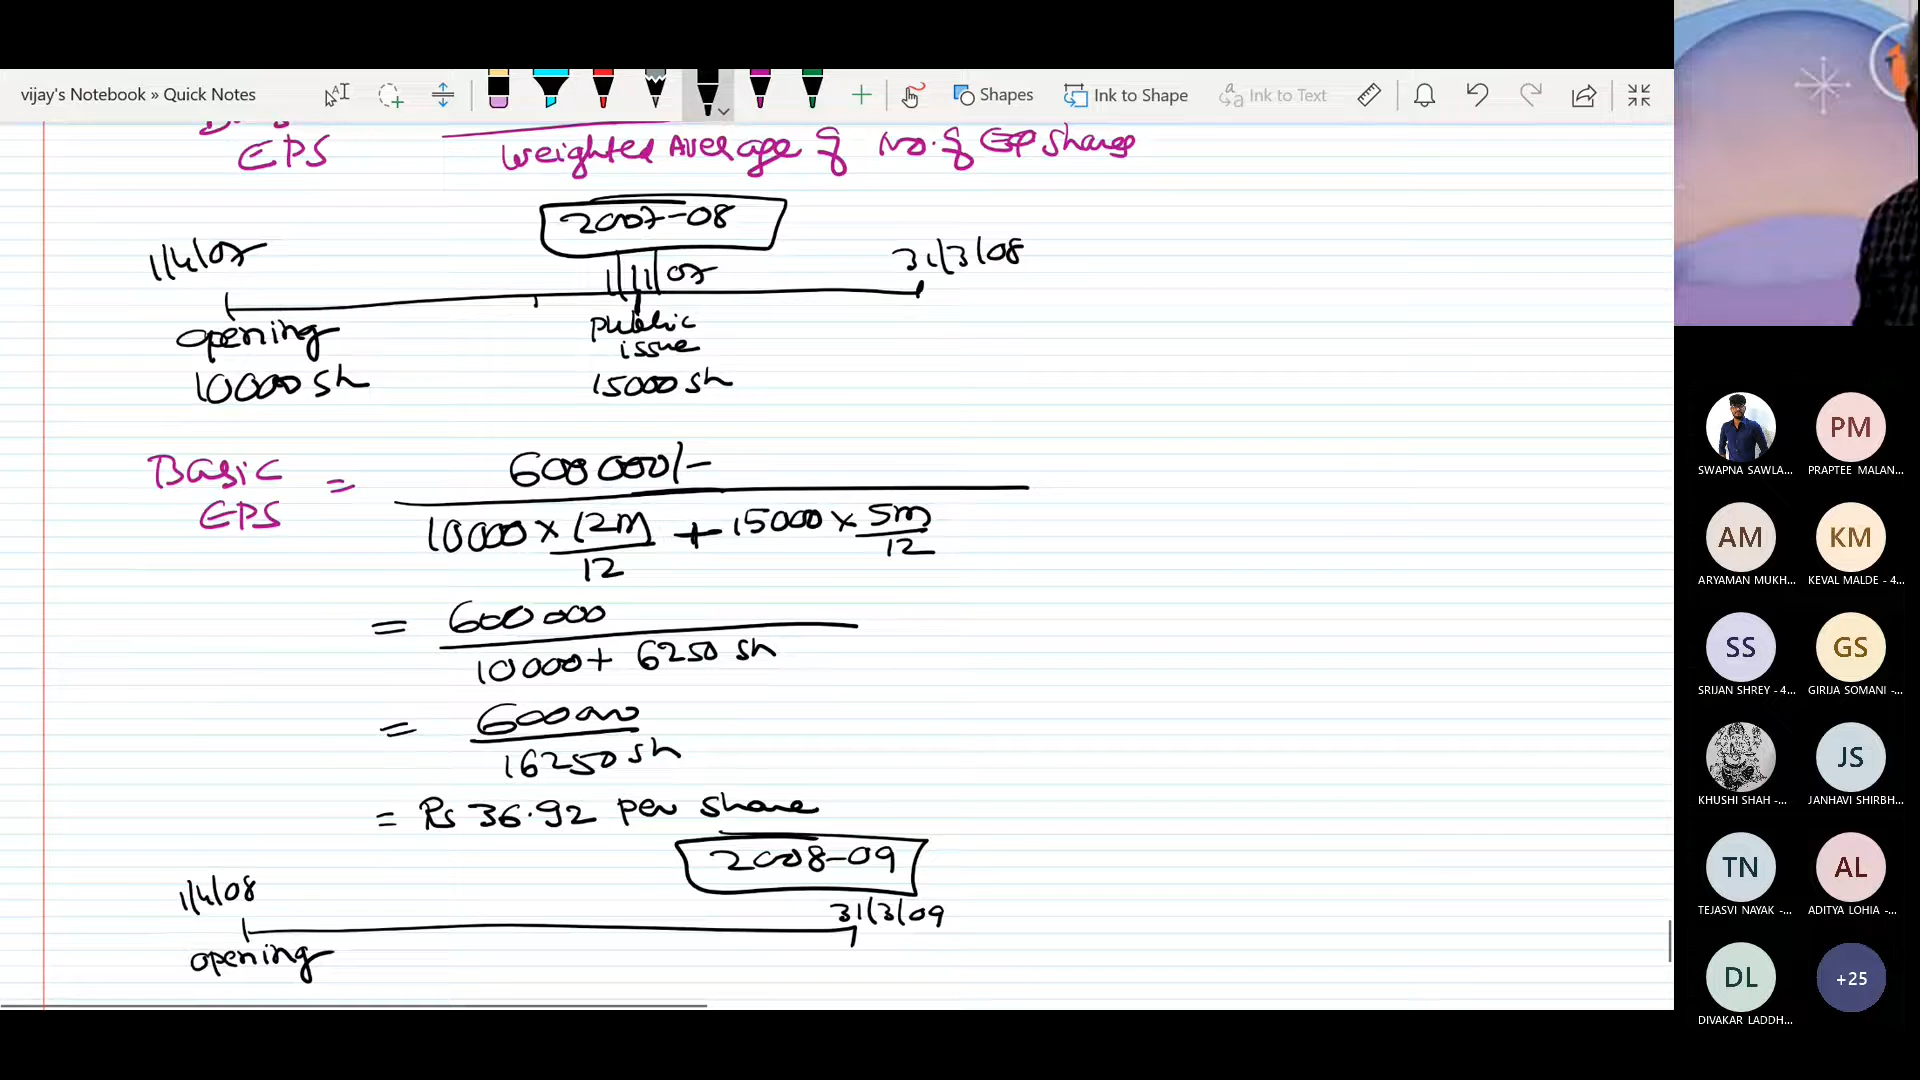 vijay's Notebook » Quick Notes
Shapes
Ink to Shape
Ink to Text
EPS
Weighted Average of No. of Eq Shares
2007-08
1/4/07
1/11/07
31/3/08
opening
public
issue
10000 sh
15000 sh
Basic
EPS
=
600000/-
10000 × 12m/12 + 15000 × 5m/12
= 600000
10000 + 6250 sh
= 600000
16250 sh
= Rs 36.92 per share
2008-09
1/4/08
31/3/09
opening
SWAPNA SAWLA...
PM
PRAPTEE MALAN...
AM
ARYAMAN MUKH...
KM
KEVAL MALDE - 4...
SS
SRIJAN SHREY - 4...
GS
GIRIJA SOMANI -...
KHUSHI SHAH -...
JS
JANHAVI SHIRBH...
TN
TEJASVI NAYAK -...
AL
ADITYA LOHIA -...
DL
DIVAKAR LADDH...
+25